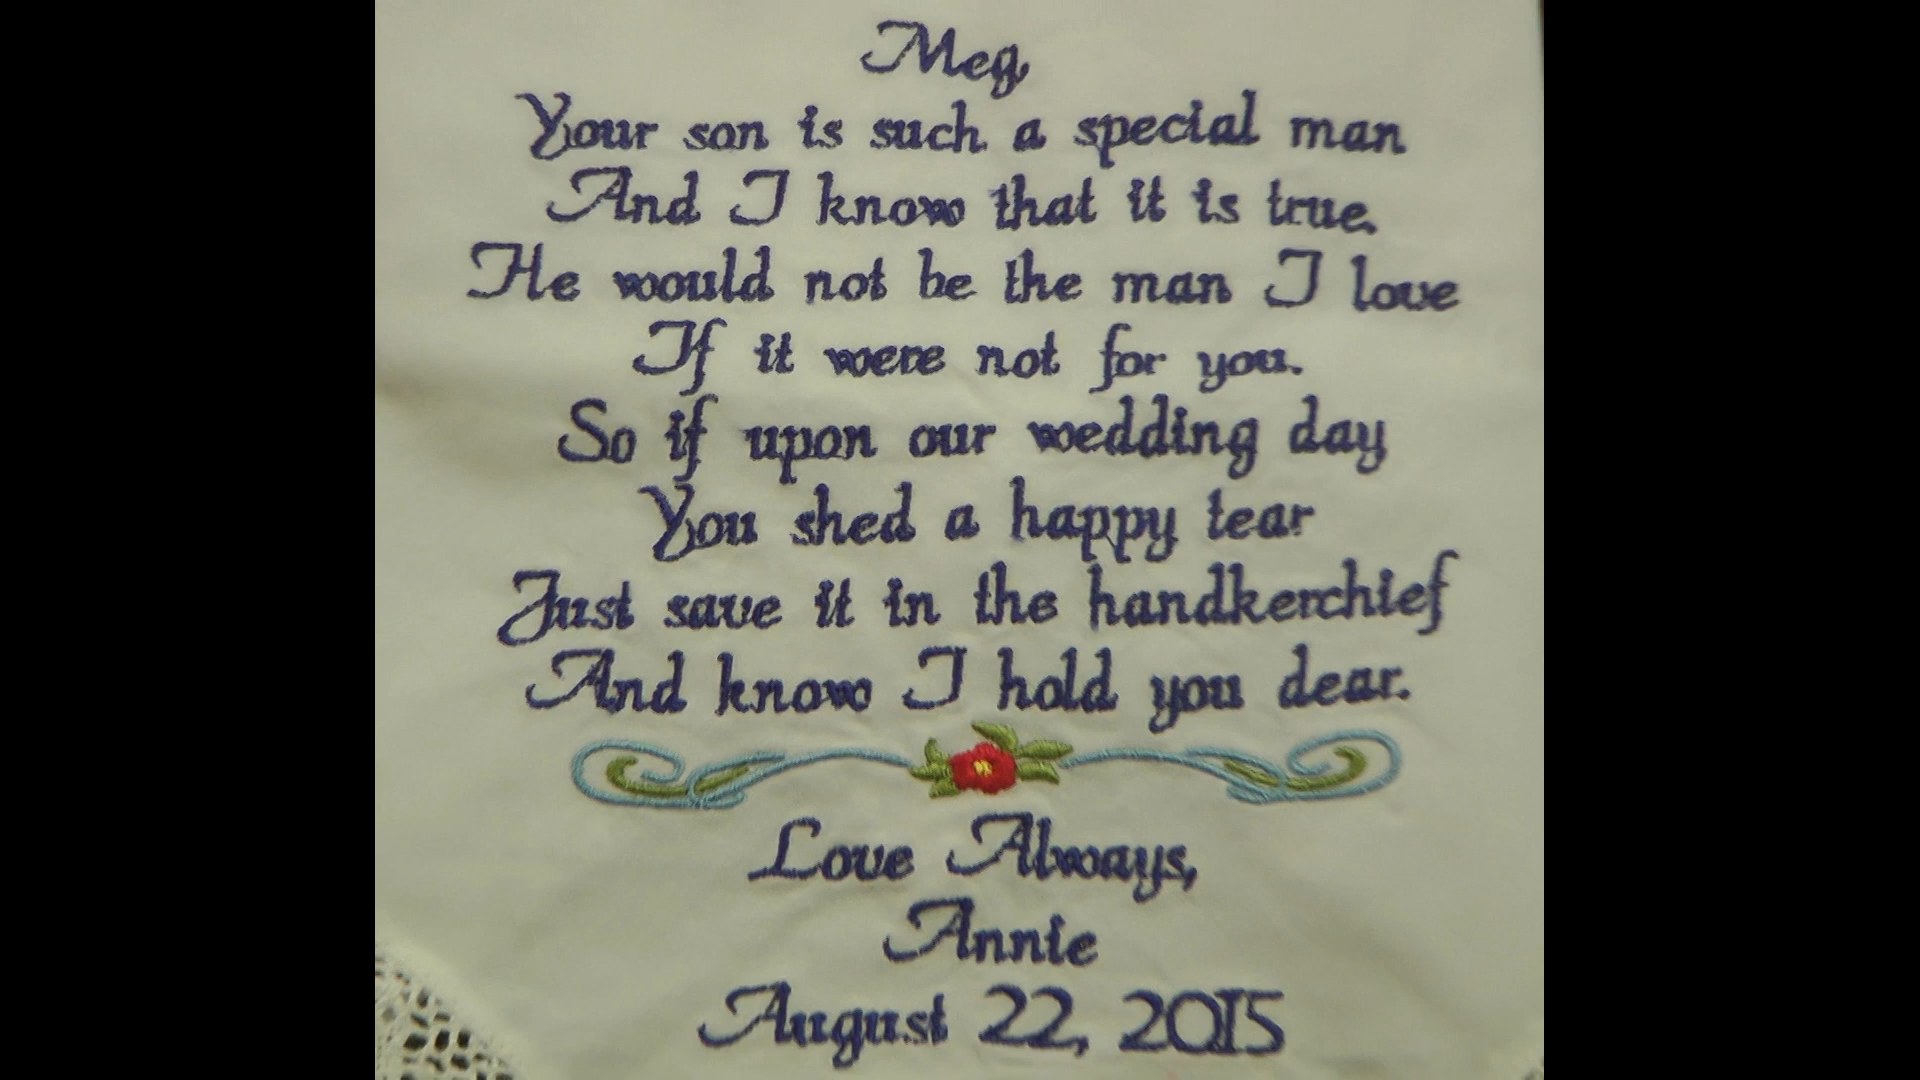 Meg,
Your son is such a special man
And I know that it is true.
He would not be the man I love
If it were not for you.
So if upon our wedding day
You shed a happy tear
Just save it in the handkerchief
And know I hold you dear.
Love Always,
Annie
August 22, 2015